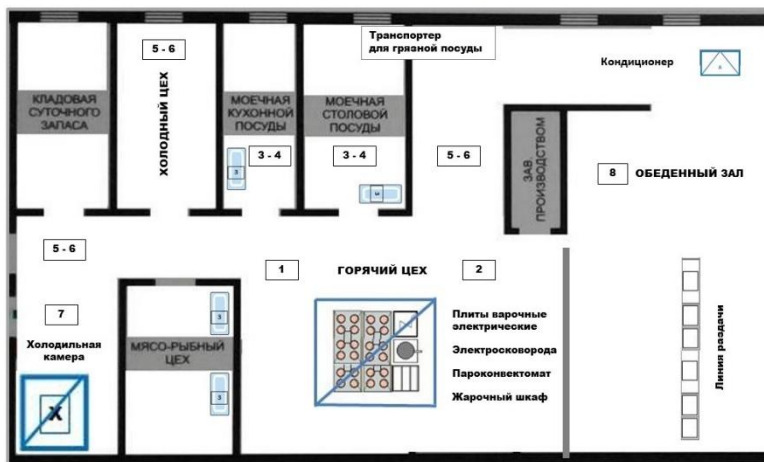 Транспортер
для грязной посуды
5 - 6
Кондиционер
КЛАДОВАЯ
СУТОЧНОГО
ЗАПАСА
ХОЛОДНЫЙ ЦЕХ
МОЕЧНАЯ
КУХОННОЙ
ПОСУДЫ
МОЕЧНАЯ
СТОЛОВОЙ
ПОСУДЫ
3 - 4
3 - 4
5 - 6
ЗАВ.
ПРОИЗВОДСТВОМ
8
ОБЕДЕННЫЙ ЗАЛ
5 - 6
1
ГОРЯЧИЙ ЦЕХ
2
7
Холодильная
камера
Х
МЯСО-РЫБНЫЙ
ЦЕХ
Плиты варочные
электрические
Электросковорода
Пароконвектомат
Жарочный шкаф
Линия раздачи